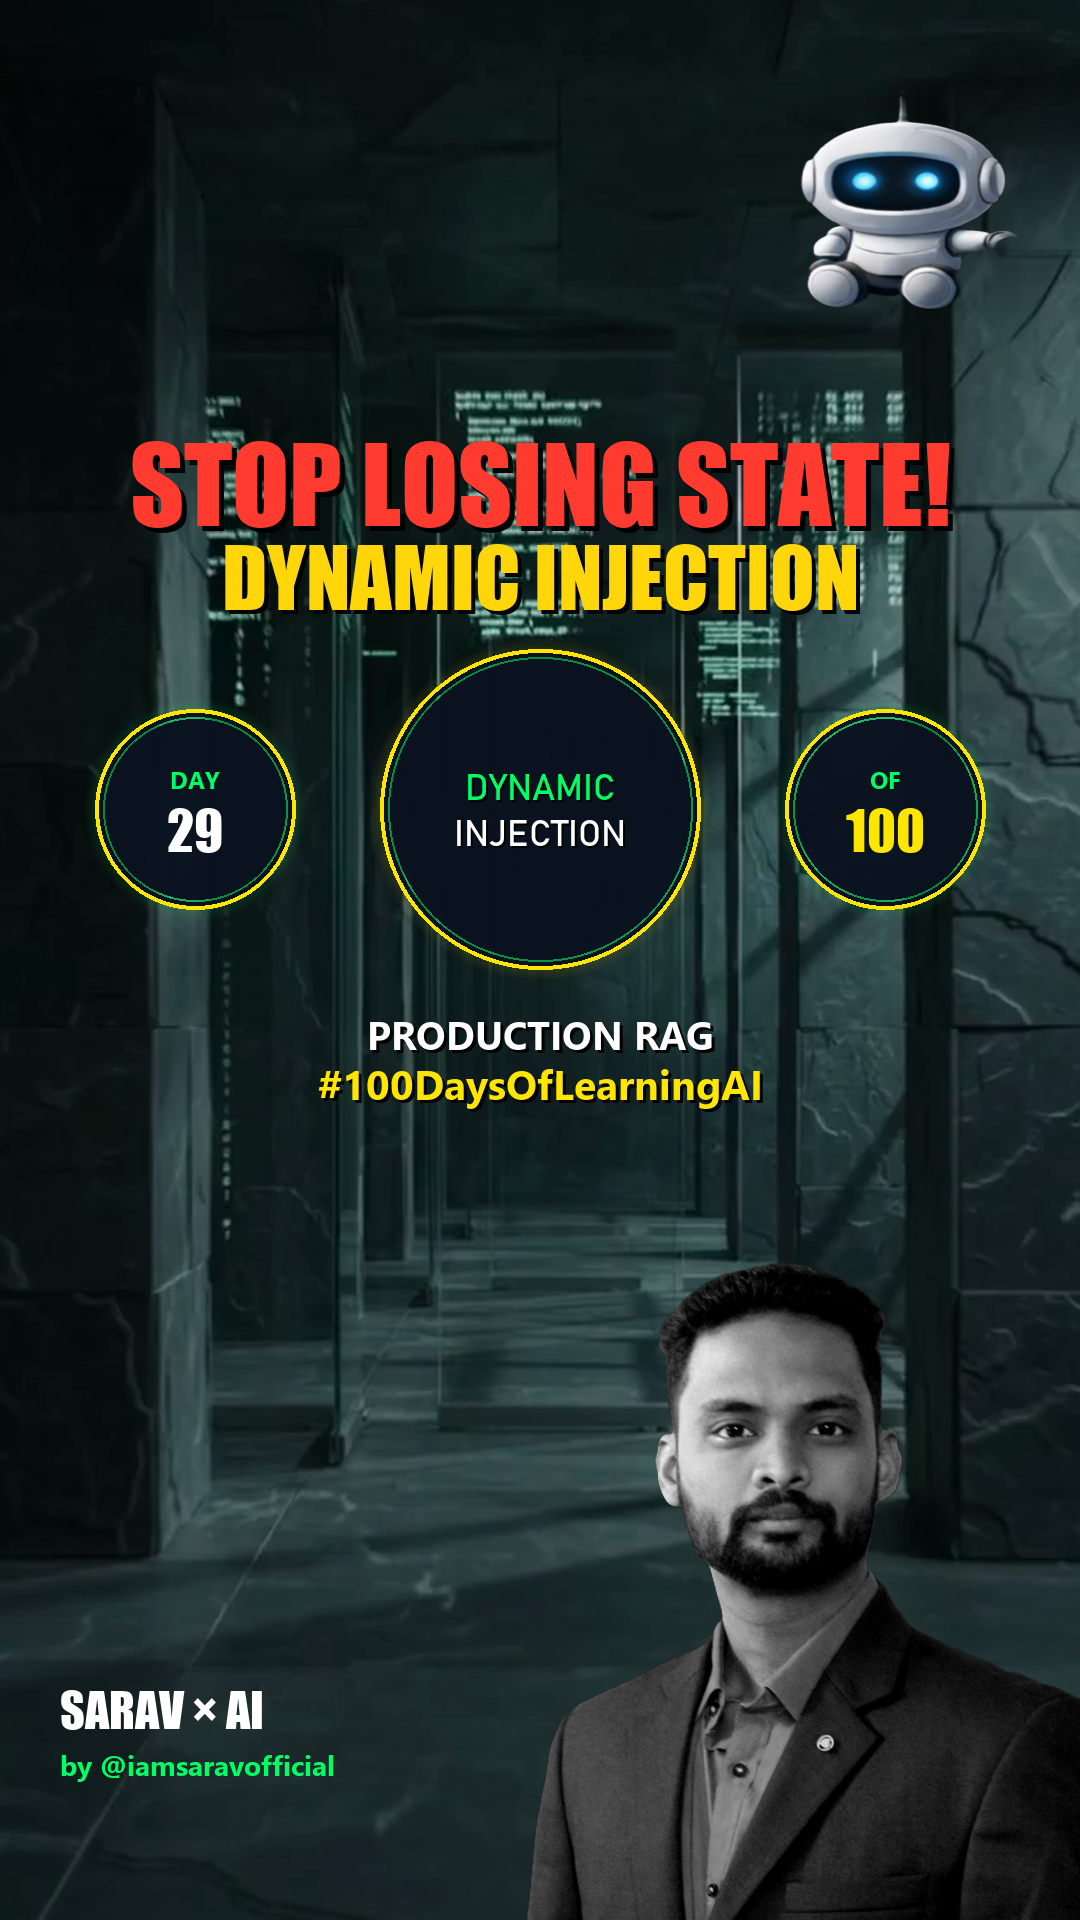 STOP LOSING STATE!
DYNAMIC INJECTION
DAY
29
DYNAMIC
INJECTION
OF
100
PRODUCTION RAG
#100DaysOfLearningAI
SARAV × AI
by @iamsaravofficial